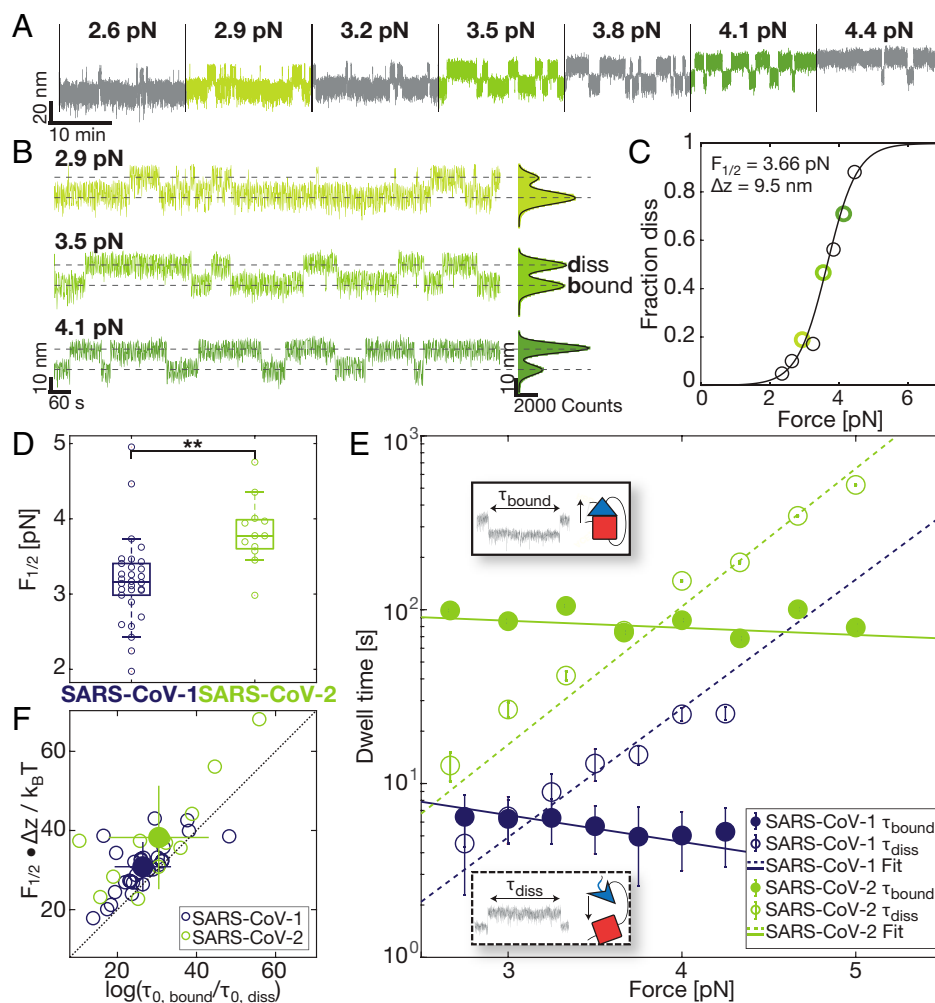 A
2.6 pN 2.9 pN 3.2 pN 3.5 pN 3.8 pN 4.1 pN 4.4 pN
20 nm
10 min
B
2.9 pN
3.5 pN
diss
bound
4.1 pN
10 nm
60 s
10 nm
2000 Counts
C
F1/2 = 3.66 pN
Δz = 9.5 nm
Fraction diss
1
0.8
0.6
0.4
0.2
0
0 2 4 6
Force [pN]
D
**
F1/2 [pN]
5
4
3
2
SARS-CoV-1 SARS-CoV-2
E
Dwell time [s]
10³
10²
10¹
10⁰
τbound
τdiss
3 4 5
Force [pN]
SARS-CoV-1 τbound
SARS-CoV-1 τdiss
SARS-CoV-1 Fit
SARS-CoV-2 τbound
SARS-CoV-2 τdiss
SARS-CoV-2 Fit
F
F1/2 • Δz / kBT
60
40
20
20 40 60
log(τ0, bound/τ0, diss)
SARS-CoV-1
SARS-CoV-2